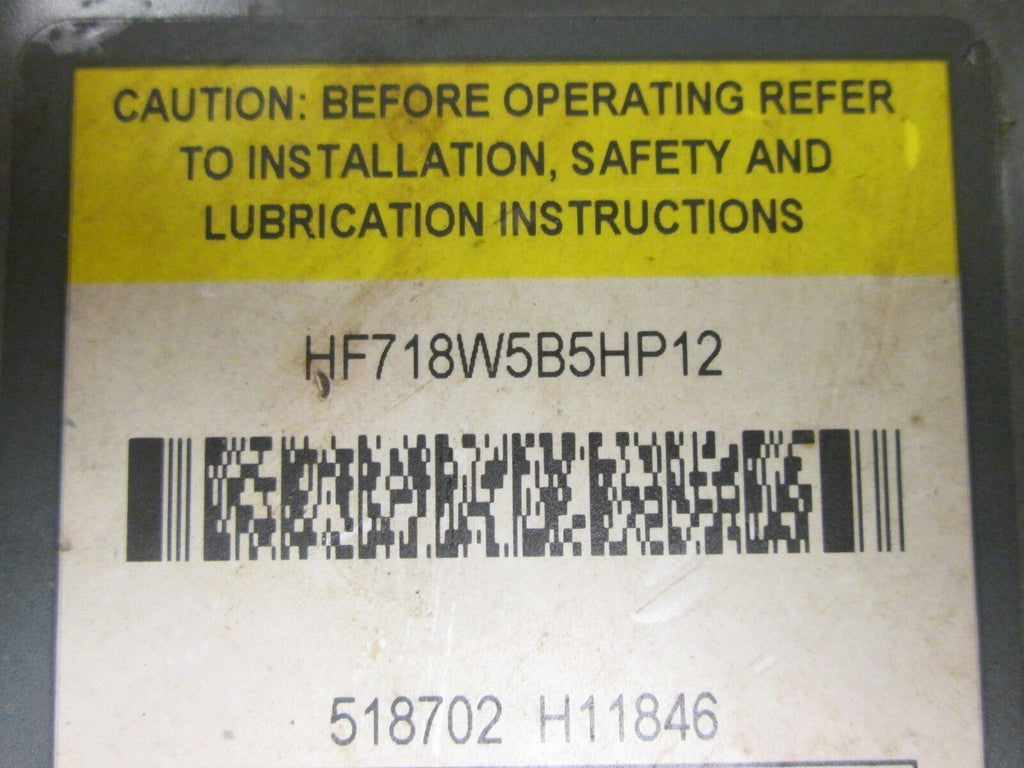 CAUTION: BEFORE OPERATING REFER
TO INSTALLATION, SAFETY AND
LUBRICATION INSTRUCTIONS
HF718W5B5HP12
518702 H11846